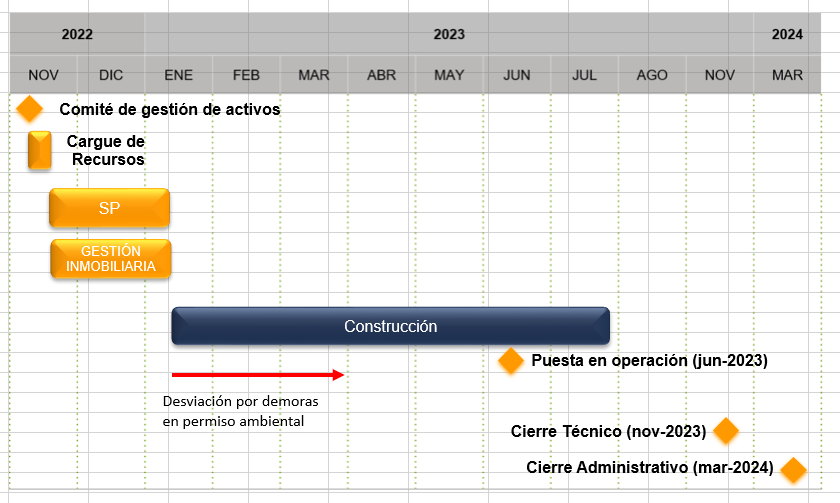 2022 2023 2024
NOV DIC ENE FEB MAR ABR MAY JUN JUL AGO NOV MAR
Comité de gestión de activos
Cargue de
Recursos
SP
GESTIÓN
INMOBILIARIA
Construcción
Puesta en operación (jun-2023)
Desviación por demoras
en permiso ambiental
Cierre Técnico (nov-2023)
Cierre Administrativo (mar-2024)